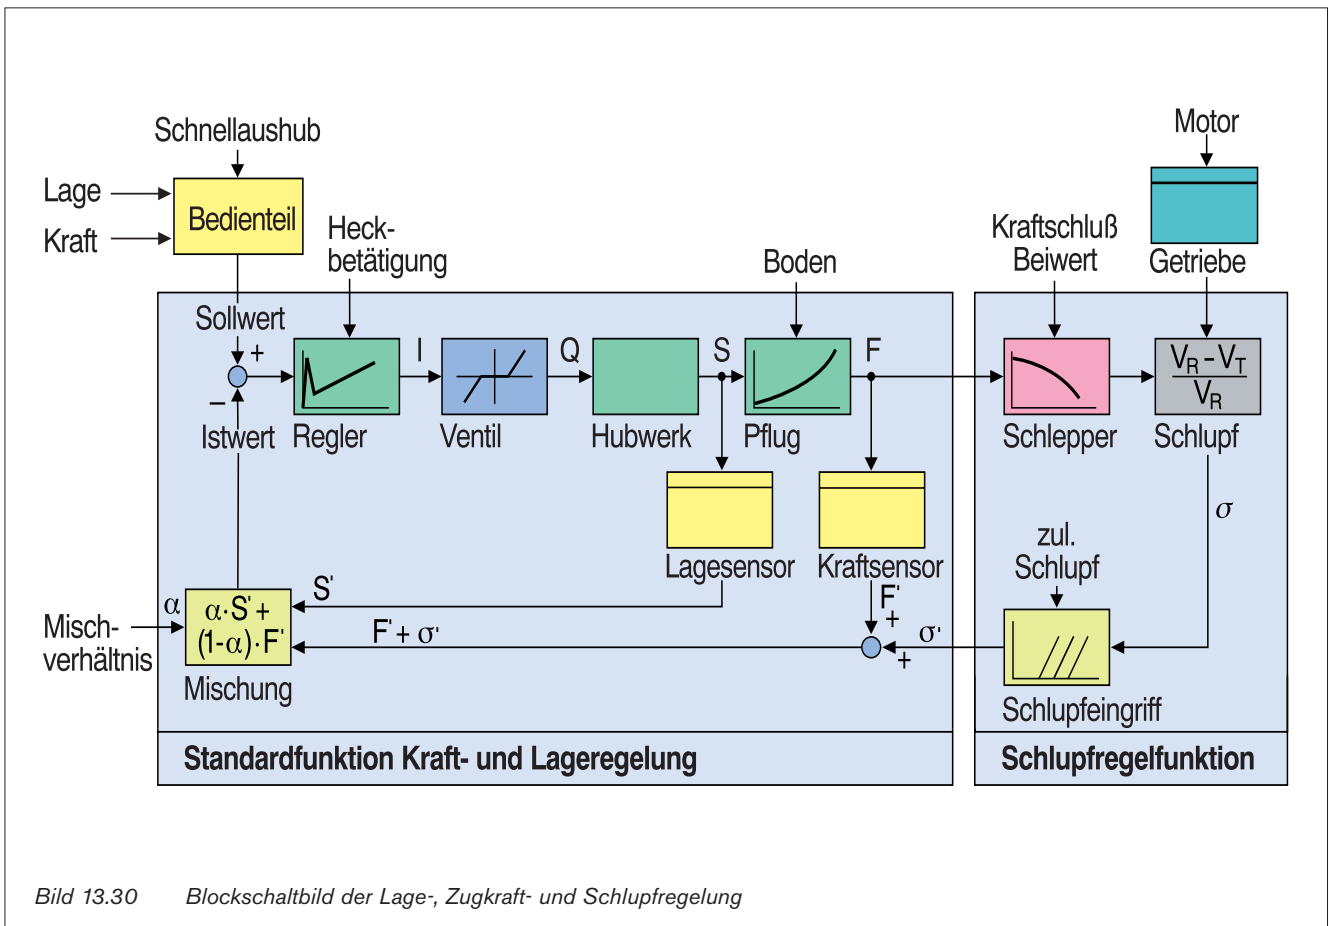 Schnellaushub
Motor
Lage
Kraft
Bedienteil
Heck-
betätigung
Boden
Kraftschluß
Beiwert
Getriebe
Sollwert
+
I
Q
S
F
V_R - V_T
V_R
−
Istwert
Regler
Ventil
Hubwerk
Pflug
Schlepper
Schlupf
σ
zul.
Schlupf
Lagesensor
Kraftsensor
S'
F'
+
α
α·S' +
(1-α)·F'
F' + σ'
σ'
+
Misch-
verhältnis
Mischung
Schlupfeingriff
Standardfunktion Kraft- und Lageregelung
Schlupfregelfunktion
Bild 13.30 Blockschaltbild der Lage-, Zugkraft- und Schlupfregelung